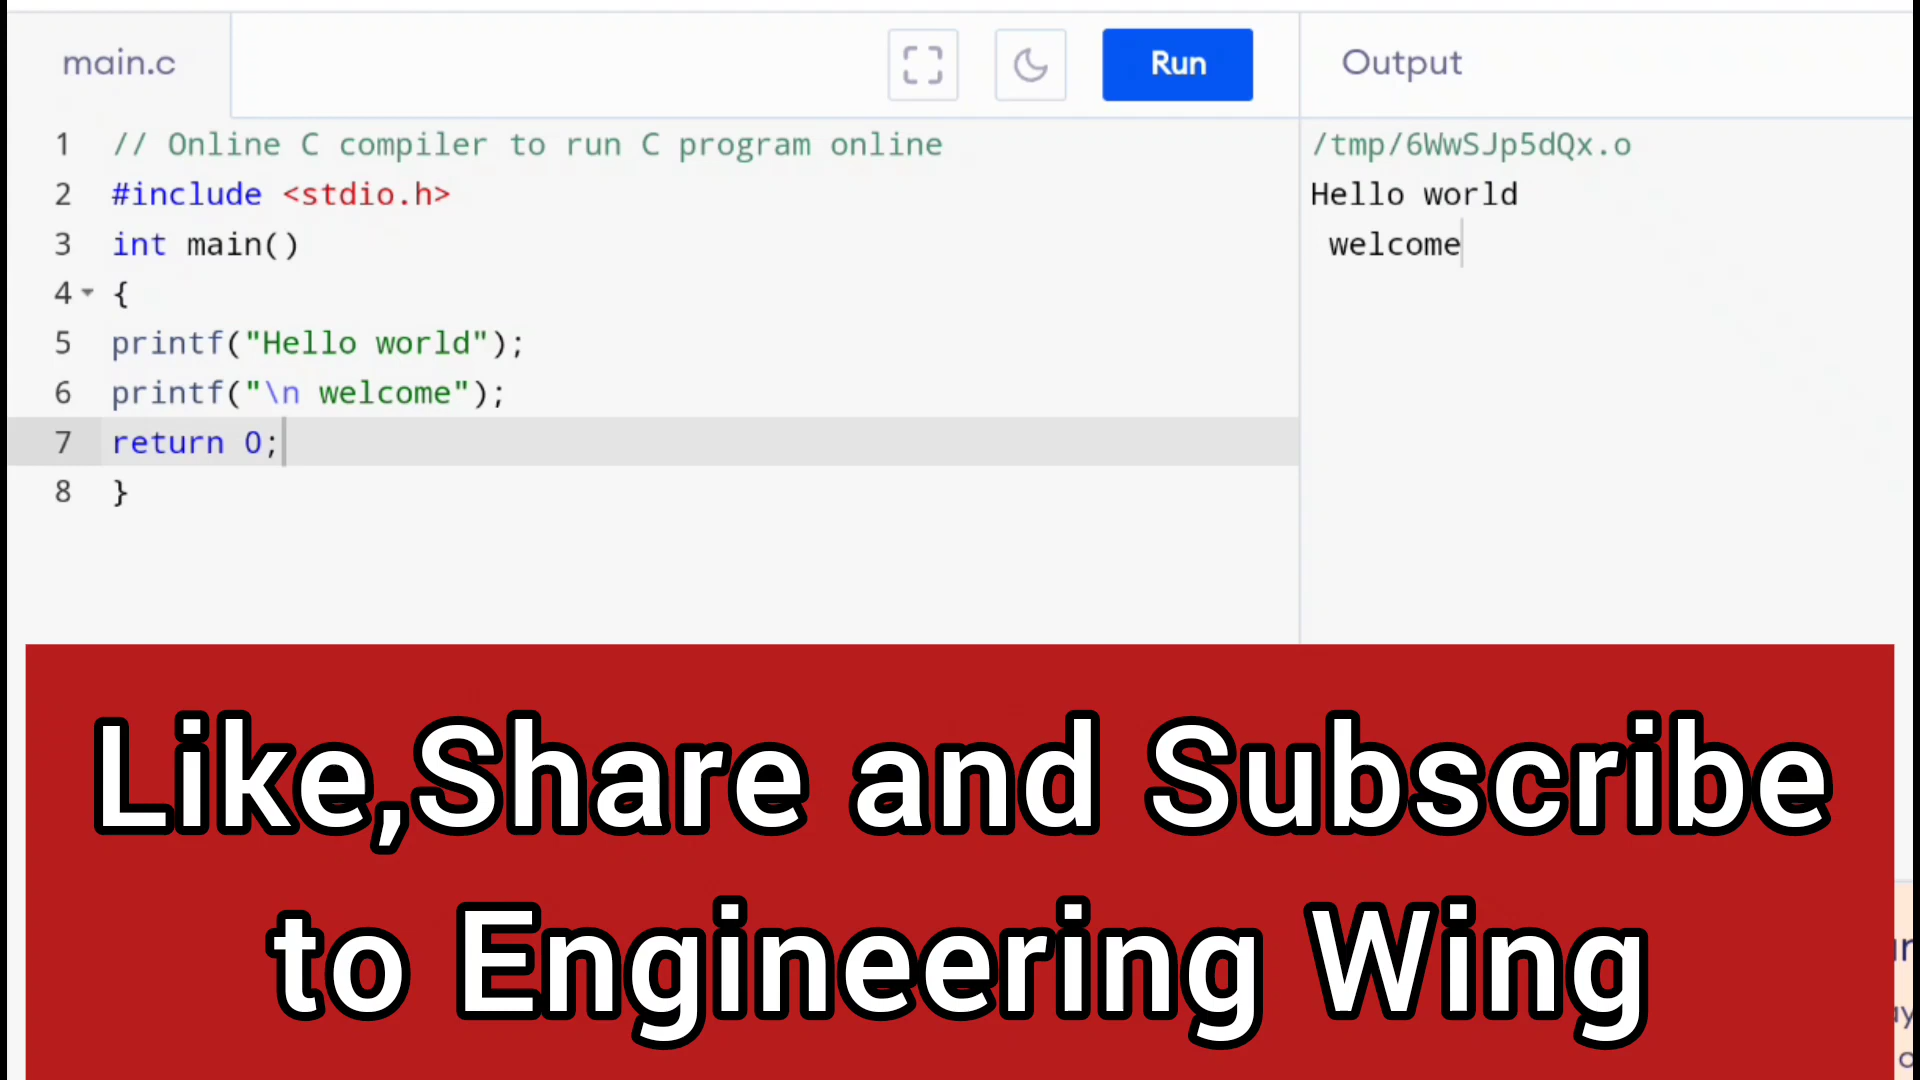 main.c
Run
Output
1 // Online C compiler to run C program online
2 #include <stdio.h>
3 int main()
4 {
5 printf("Hello world");
6 printf("\n welcome");
7 return 0;
8 }
/tmp/6WwSJp5dQx.o
Hello world
 welcome
Like,Share and Subscribe
to Engineering Wing